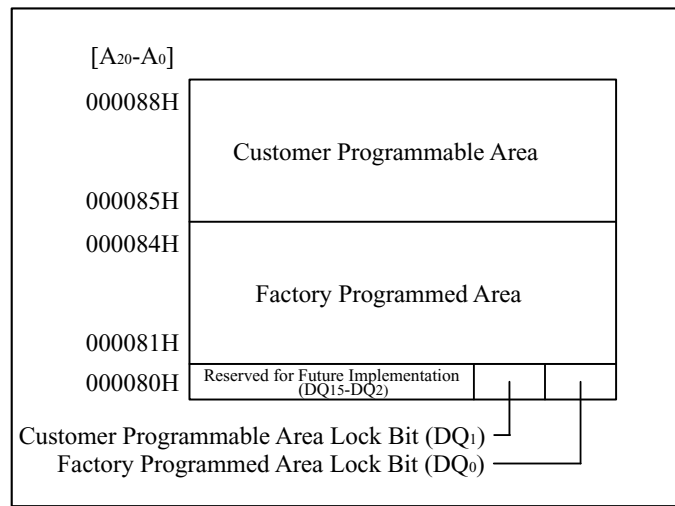 [A20-A0]
000088H
Customer Programmable Area
000085H
000084H
Factory Programmed Area
000081H
000080H
Reserved for Future Implementation
(DQ15-DQ2)
Customer Programmable Area Lock Bit (DQ1)
Factory Programmed Area Lock Bit (DQ0)